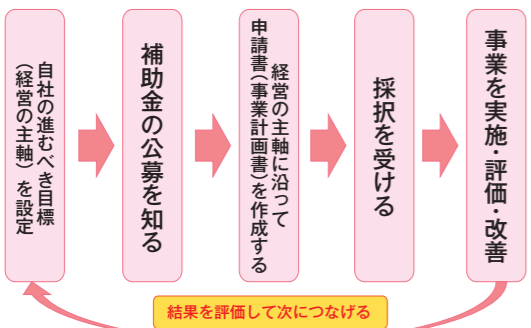 自社の進むべき目標
（経営の主軸）を設定
補助金の公募を知る
経営の主軸に沿って
申請書（事業計画書）を作成する
採択を受ける
事業を実施・評価・改善
結果を評価して次につなげる